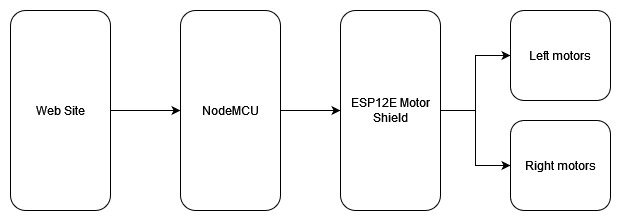 Web Site
NodeMCU
ESP12E Motor
Shield
Left motors
Right motors